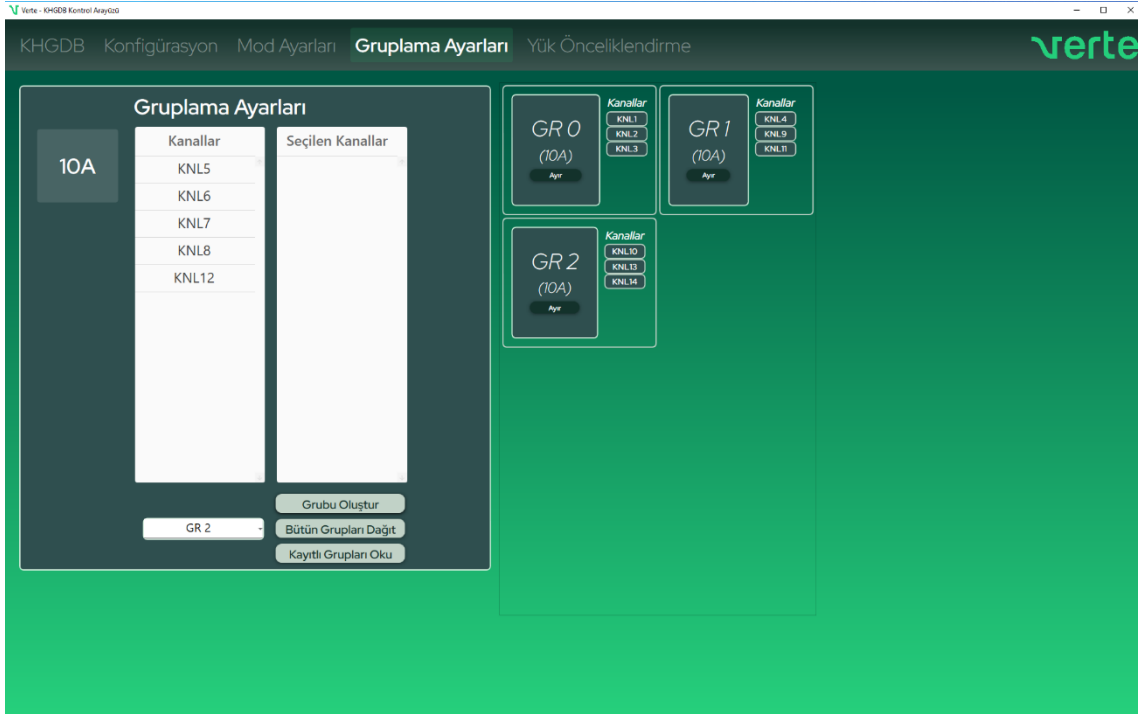 Verte - KHGDB Kontrol Arayüzü
KHGDB Konfigürasyon Mod Ayarları Gruplama Ayarları Yük Önceliklendirme
verte
Gruplama Ayarları
10A
Kanallar
KNL5
KNL6
KNL7
KNL8
KNL12
Seçilen Kanallar
GR 2
Grubu Oluştur
Bütün Grupları Dağıt
Kayıtlı Grupları Oku
GR 0
(10A)
Ayır
Kanallar
KNL1
KNL2
KNL3
GR 1
(10A)
Ayır
Kanallar
KNL4
KNL9
KNL11
GR 2
(10A)
Ayır
Kanallar
KNL10
KNL13
KNL14